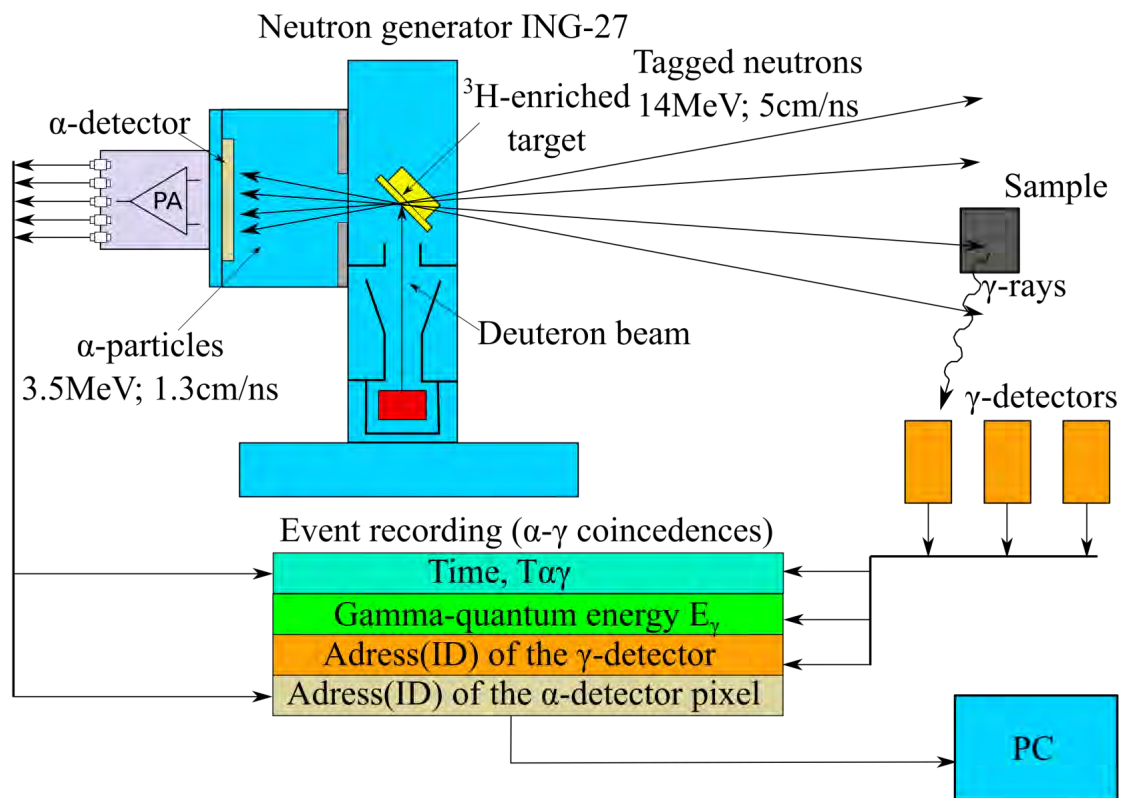 Neutron generator ING-27
Tagged neutrons
14MeV; 5cm/ns
³H-enriched
target
α-detector
PA
Sample
γ-rays
Deuteron beam
α-particles
3.5MeV; 1.3cm/ns
γ-detectors
Event recording (α-γ coincedences)
Time, Tαγ
Gamma-quantum energy Eᵧ
Adress(ID) of the γ-detector
Adress(ID) of the α-detector pixel
PC